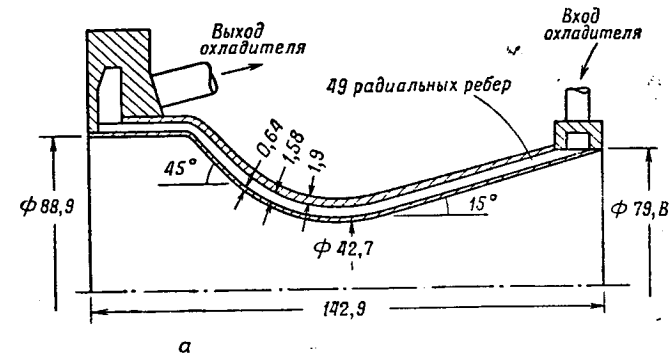 Выход
охладителя
Вход
охладителя
49 радиальных ребер
0,64
1,58
1,9
45°
15°
ф 88,9
ф 79,В
ф 42,7
142,9
а